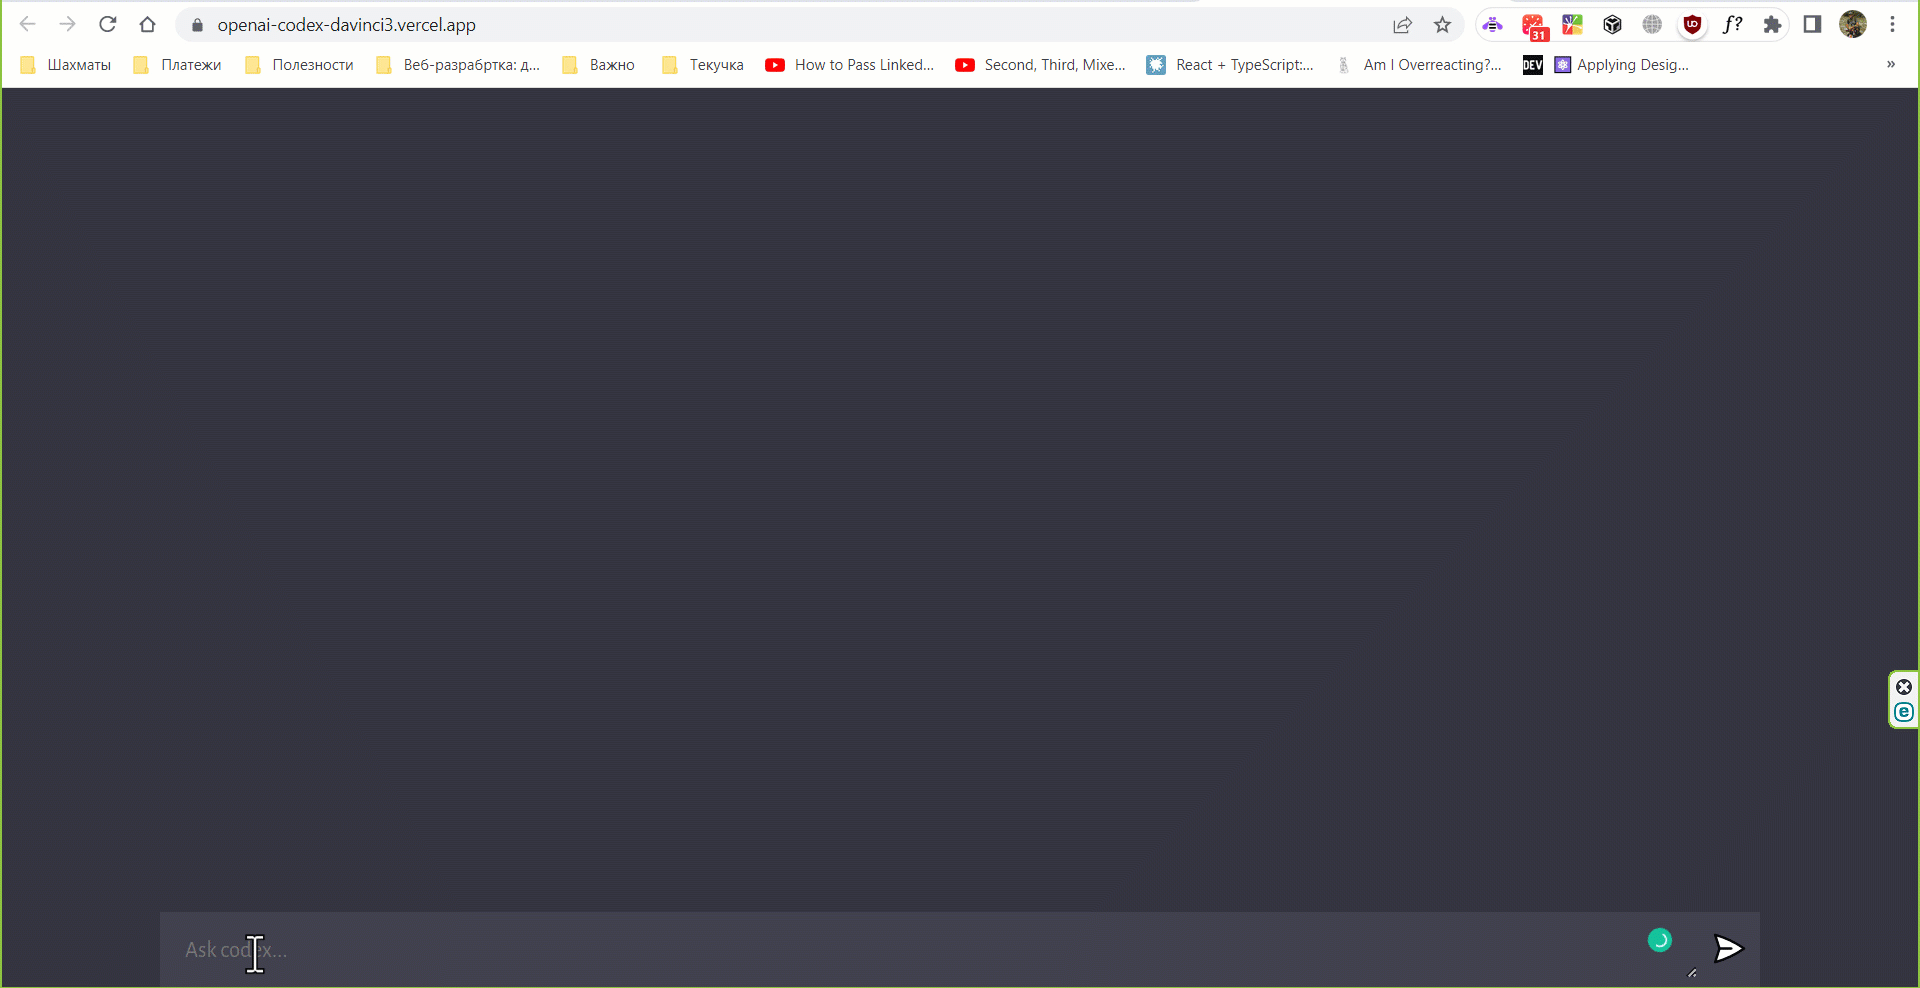 openai-codex-davinci3.vercel.app
31
f?
Шахматы Платежи Полезности Веб-разрабртка: д... Важно Текучка How to Pass Linked... Second, Third, Mixe... React + TypeScript:... Am I Overreacting?... DEV Applying Desig... »
Ask codex...